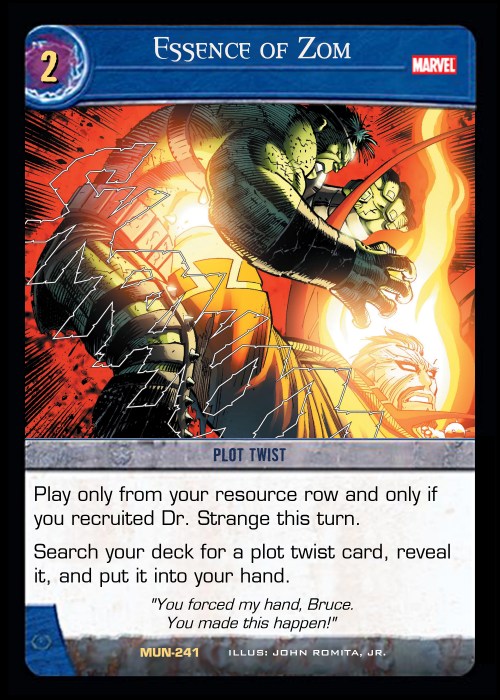 2
Essence of Zom
MARVEL
PLOT TWIST
Play only from your resource row and only if
you recruited Dr. Strange this turn.
Search your deck for a plot twist card, reveal
it, and put it into your hand.
"You forced my hand, Bruce.
You made this happen!"
MUN-241 ILLUS: JOHN ROMITA, JR.